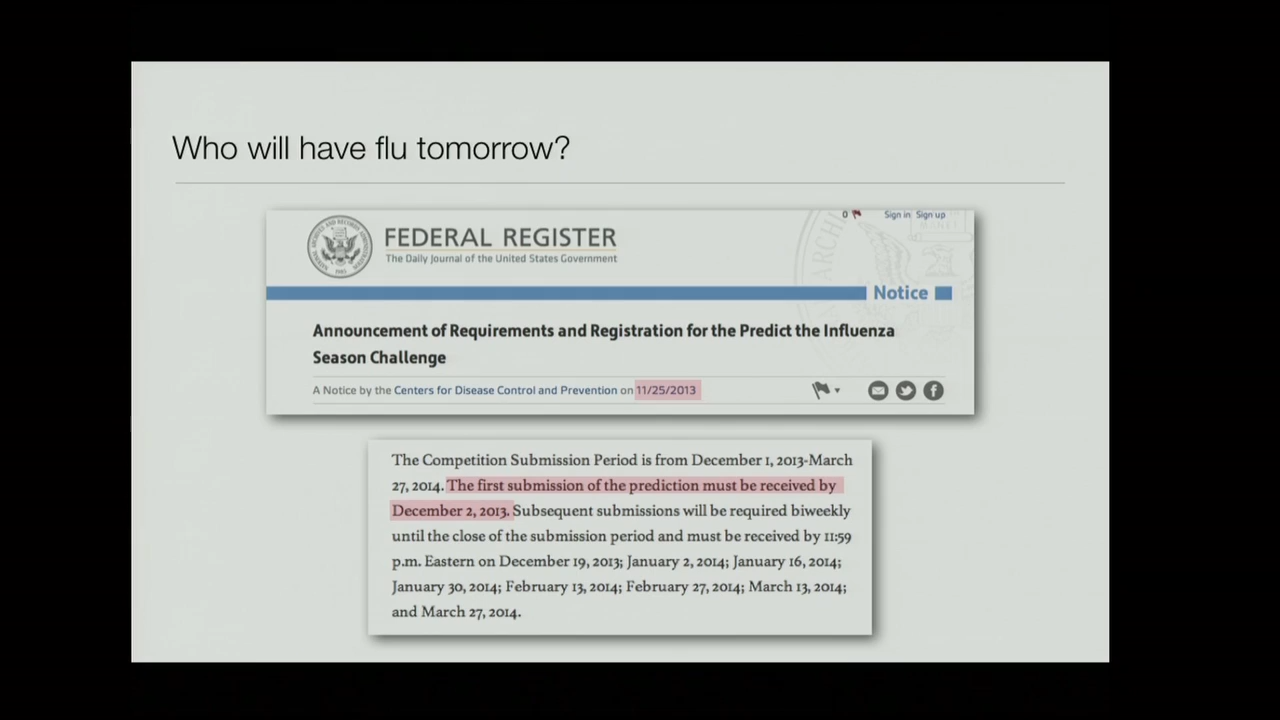 Who will have flu tomorrow?
0 Sign in Sign up
FEDERAL REGISTER
The Daily Journal of the United States Government
Notice
Announcement of Requirements and Registration for the Predict the Influenza
Season Challenge
A Notice by the Centers for Disease Control and Prevention on 11/25/2013
The Competition Submission Period is from December 1, 2013-March
27, 2014. The first submission of the prediction must be received by
December 2, 2013. Subsequent submissions will be required biweekly
until the close of the submission period and must be received by 11:59
p.m. Eastern on December 19, 2013; January 2, 2014; January 16, 2014;
January 30, 2014; February 13, 2014; February 27, 2014; March 13, 2014;
and March 27, 2014.